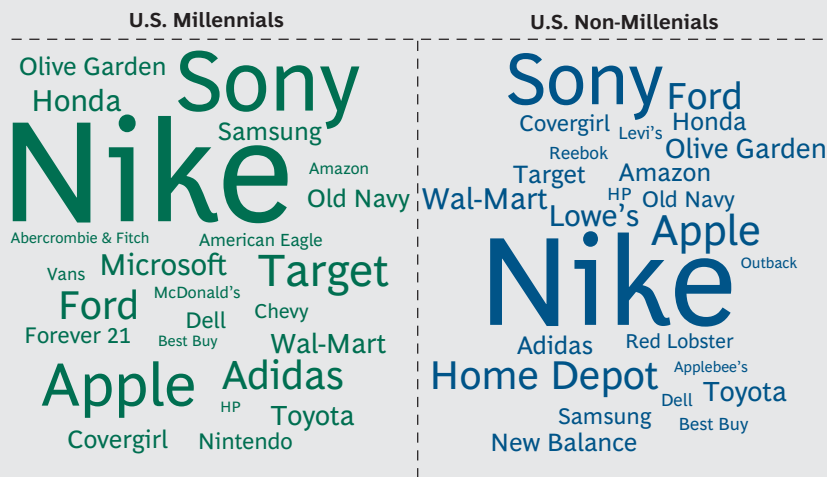 U.S. Millennials
Olive Garden
Sony
Honda
Nike
Samsung
Amazon
Old Navy
Abercrombie & Fitch
American Eagle
Vans
Microsoft
Target
Ford
McDonald's
Chevy
Dell
Forever 21
Best Buy
Wal-Mart
Apple
Adidas
HP
Toyota
Covergirl
Nintendo
U.S. Non-Millenials
Sony
Ford
Covergirl
Levi's
Honda
Reebok
Olive Garden
Target
Amazon
Wal-Mart
HP
Old Navy
Lowe's
Apple
Nike
Outback
Adidas
Red Lobster
Home Depot
Applebee's
Dell
Toyota
Samsung
Best Buy
New Balance